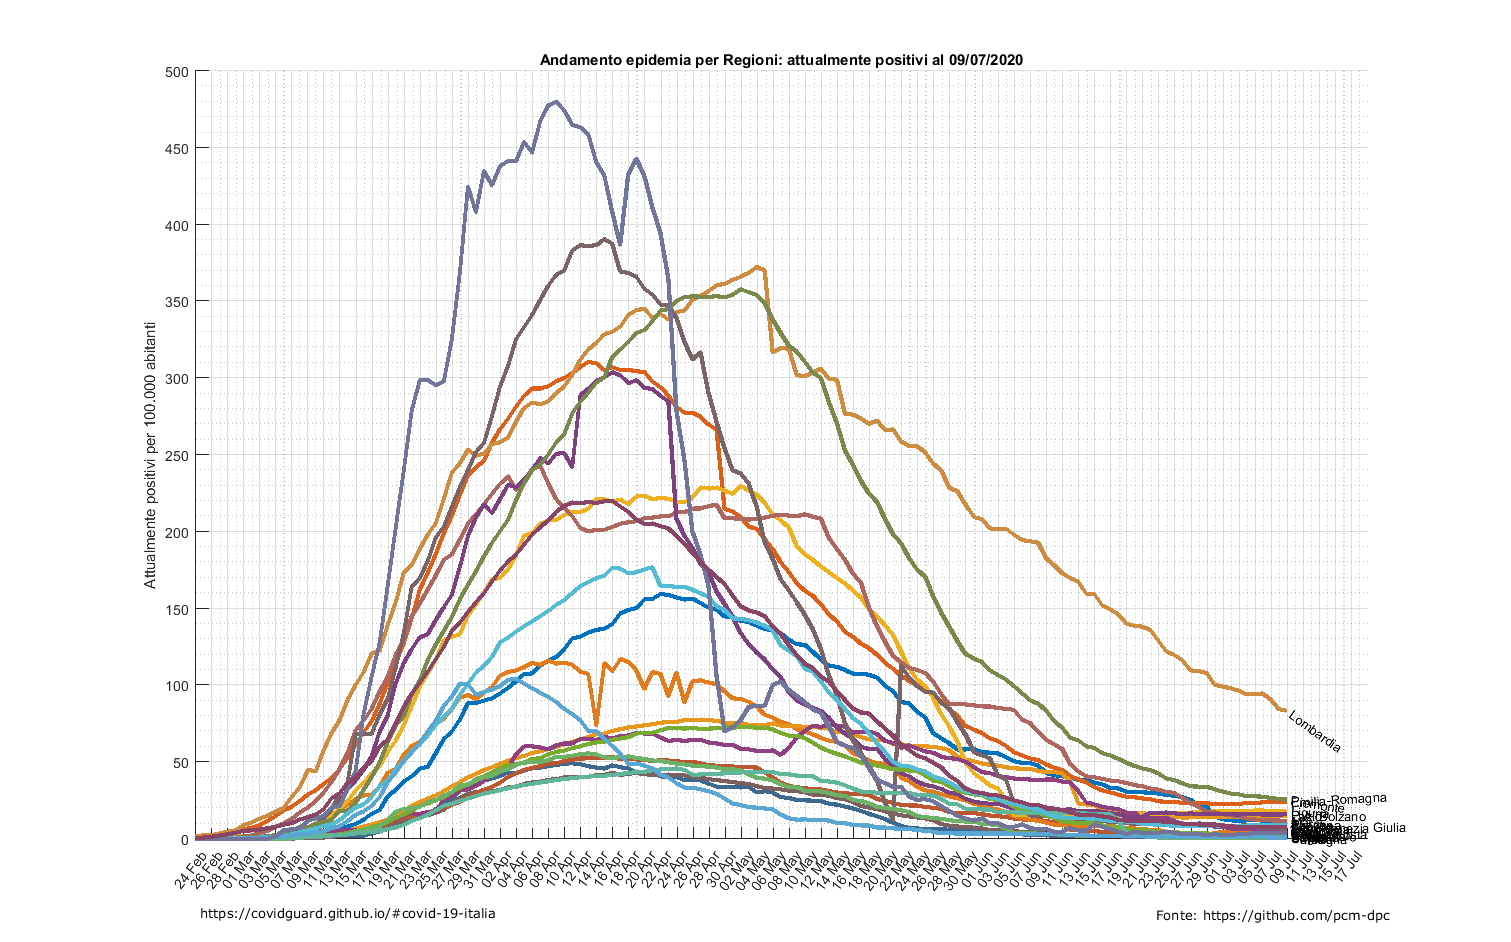 Andamento epidemia per Regioni: attualmente positivi al 09/07/2020
500
450
400
350
300
250
200
150
100
50
0
Attualmente positivi per 100.000 abitanti
Lombardia
Emilia-Romagna
Piemonte
24 Feb
26 Feb
28 Feb
01 Mar
03 Mar
05 Mar
07 Mar
09 Mar
11 Mar
13 Mar
15 Mar
17 Mar
19 Mar
21 Mar
23 Mar
25 Mar
27 Mar
29 Mar
31 Mar
02 Apr
04 Apr
06 Apr
08 Apr
10 Apr
12 Apr
14 Apr
16 Apr
18 Apr
20 Apr
22 Apr
24 Apr
26 Apr
28 Apr
30 Apr
02 May
04 May
06 May
08 May
10 May
12 May
14 May
16 May
18 May
20 May
22 May
24 May
26 May
28 May
30 May
01 Jun
03 Jun
05 Jun
07 Jun
09 Jun
11 Jun
13 Jun
15 Jun
17 Jun
19 Jun
21 Jun
23 Jun
25 Jun
27 Jun
29 Jun
01 Jul
03 Jul
05 Jul
07 Jul
09 Jul
11 Jul
13 Jul
15 Jul
17 Jul
https://covidguard.github.io/#covid-19-italia
Fonte: https://github.com/pcm-dpc